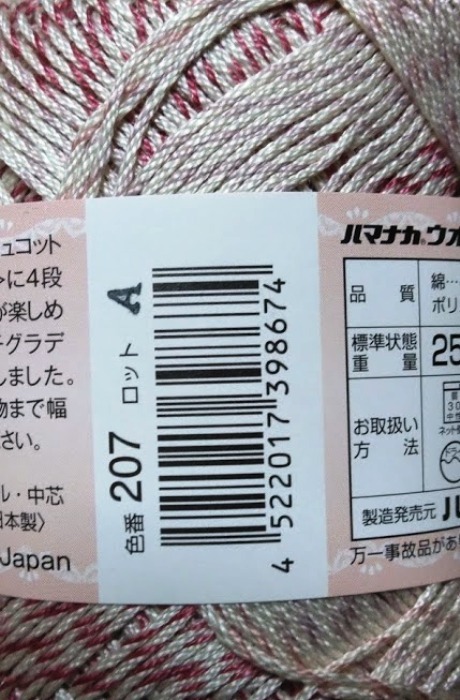 ュコット
に4段
が楽しめ
グラデ
しました。
物まで幅
さい。
ル・中芯
日本製〉
Japan
色番 207 ロット A
4 522017 398674
ハマナカ ウオ
品質 綿…
ポリ
標準状態重量 25
お取扱い方法
製造発売元
万一事故品があ